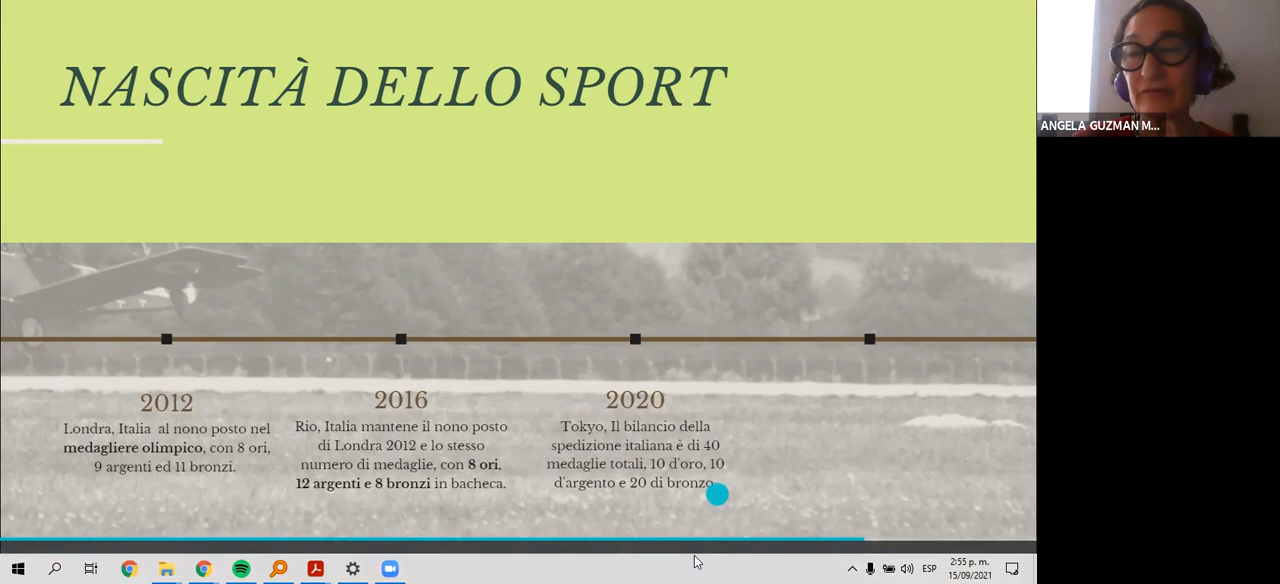 NASCITÀ DELLO SPORT
ANGELA GUZMAN M...
2012
Londra, Italia al nono posto nel
medagliere olimpico, con 8 ori,
9 argenti ed 11 bronzi.
2016
Rio, Italia mantene il nono posto
di Londra 2012 e lo stesso
numero di medaglie, con 8 ori,
12 argenti e 8 bronzi in bacheca.
2020
Tokyo, Il bilancio della
spedizione italiana è di 40
medaglie totali, 10 d'oro, 10
d'argento e 20 di bronzo.
ESP
2:55 p. m.
15/09/2021